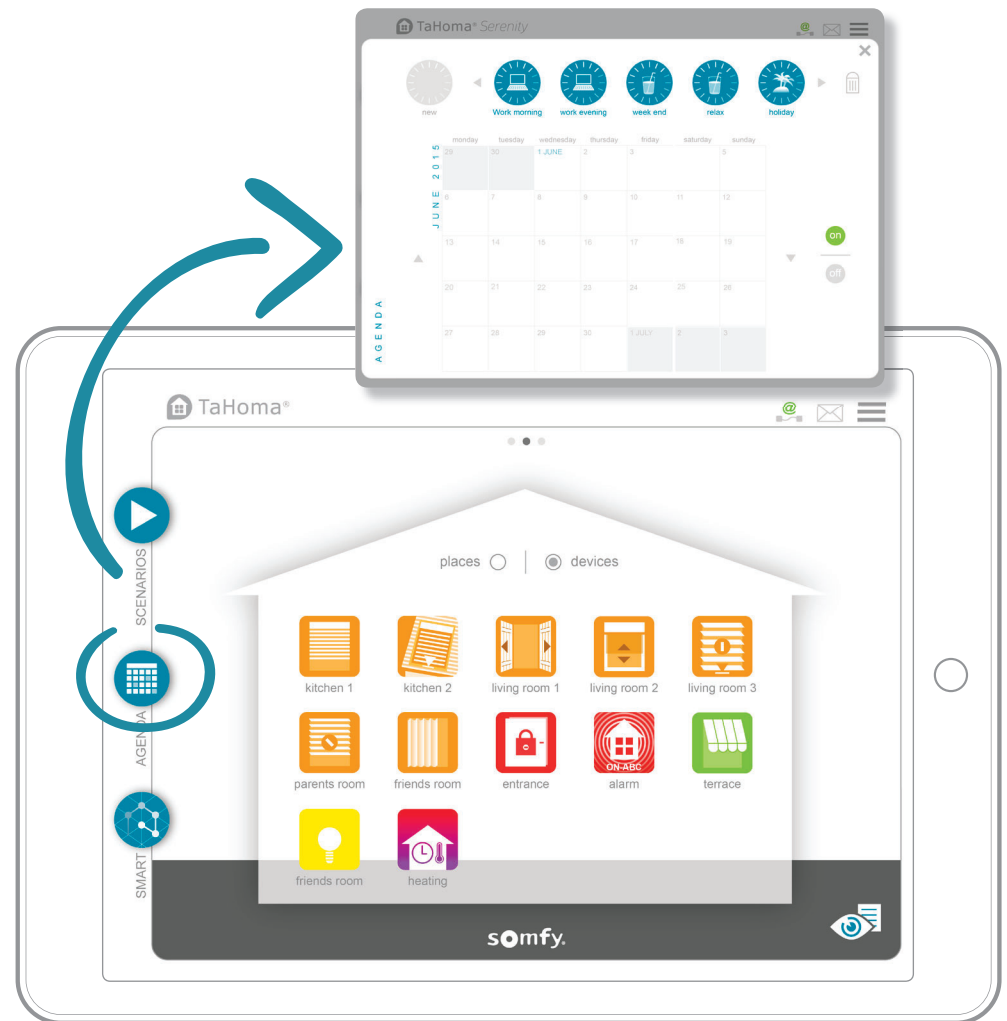 TaHoma® Serenity
@
new
Work morning
work evening
week end
relax
holiday
monday tuesday wednesday thursday friday saturday sunday
JUNE 2015
29 30 1 JUNE 2 3 5
6 7 8 9 10 11 12
13 14 15 16 17 18 19
20 21 22 23 24 25 26
27 28 29 30 1 JULY 2 3
on
off
AGENDA
TaHoma®
@
places
devices
SCENARIOS
AGENDA
SMART
kitchen 1 kitchen 2 living room 1 living room 2 living room 3
ON ABC
parents room friends room entrance alarm terrace
friends room heating
somfy.